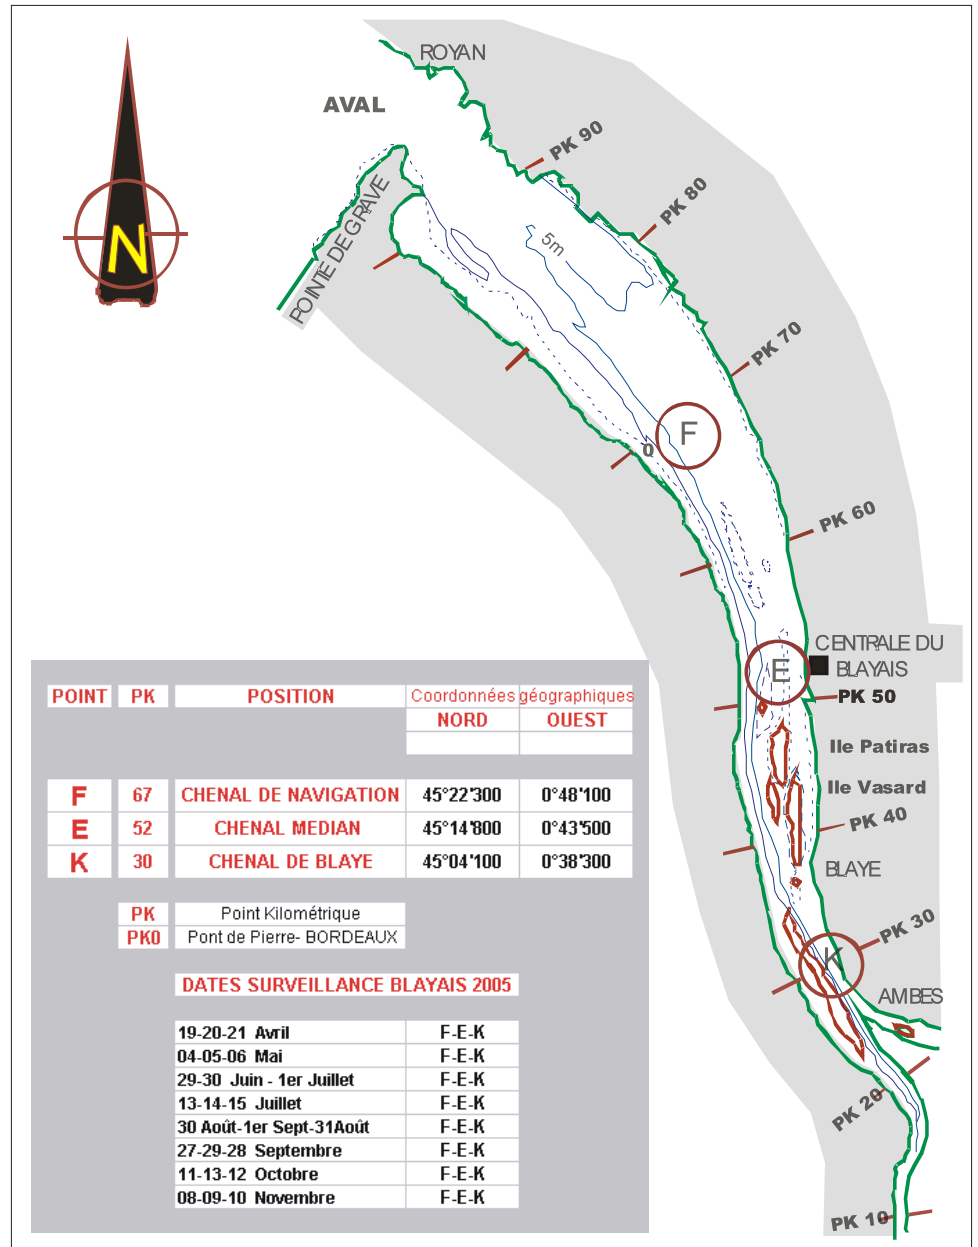 ROYAN
AVAL
PK 90
PK 80
POINTE DE GRAVE
N
5m
PK 70
F
0
PK 60
CENTRALE DU
BLAYAIS
E
PK 50
Ile Patiras
Ile Vasard
PK 40
BLAYE
PK 30
K
AMBES
PK 20
PK 10
POINT PK POSITION Coordonnées géographiques
NORD OUEST
F 67 CHENAL DE NAVIGATION 45°22'300 0°48'100
E 52 CHENAL MEDIAN 45°14'800 0°43'500
K 30 CHENAL DE BLAYE 45°04'100 0°38'300
PK Point Kilométrique
PK0 Pont de Pierre- BORDEAUX
DATES SURVEILLANCE BLAYAIS 2005
19-20-21 Avril F-E-K
04-05-06 Mai F-E-K
29-30 Juin - 1er Juillet F-E-K
13-14-15 Juillet F-E-K
30 Août-1er Sept-31Août F-E-K
27-29-28 Septembre F-E-K
11-13-12 Octobre F-E-K
08-09-10 Novembre F-E-K